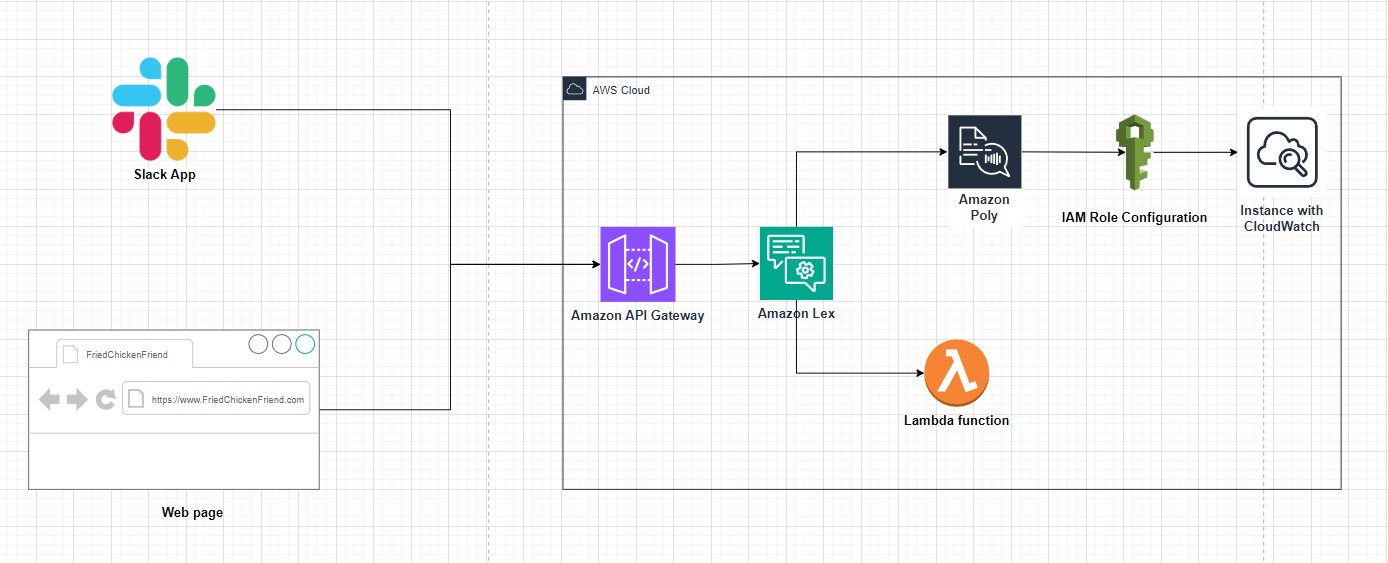 AWS Cloud
Slack App
Amazon
Poly
IAM Role Configuration
Instance with
CloudWatch
Amazon API Gateway
Amazon Lex
FriedChickenFriend
https://www.FriedChickenFriend.com
Lambda function
Web page